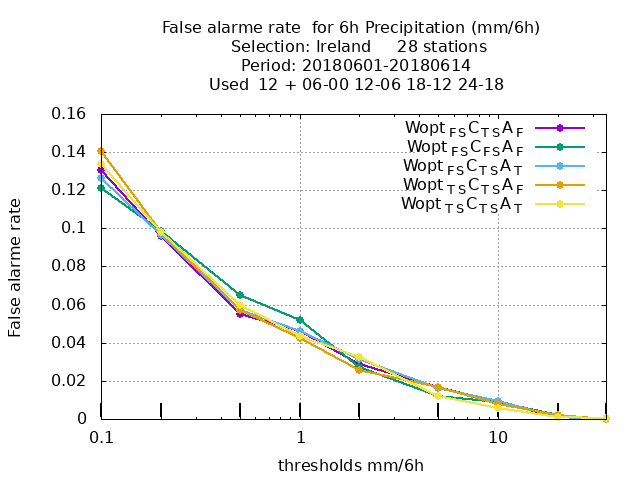 False alarme rate  for 6h Precipitation (mm/6h)
Selection: Ireland     28 stations
Period: 20180601-20180614
Used  12 + 06-00 12-06 18-12 24-18
0.16
0.14
0.12
0.1
0.08
0.06
0.04
0.02
0
False alarme rate
Wopt FS C TS A F
Wopt FS C FS A F
Wopt FS C TS A T
Wopt TS C TS A F
Wopt TS C TS A T
0.1 1 10
thresholds mm/6h